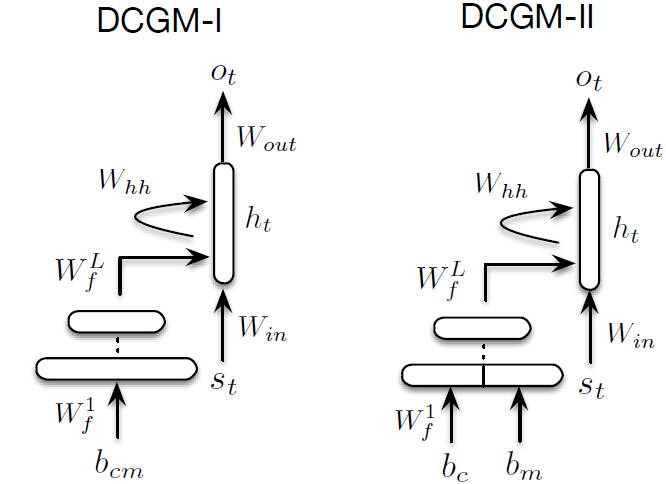 DCGM-I
o_t
W_out
W_hh
h_t
W_f^L
W_in
s_t
W_f^1
b_cm
DCGM-II
o_t
W_out
W_hh
h_t
W_f^L
W_in
s_t
W_f^1
b_c
b_m